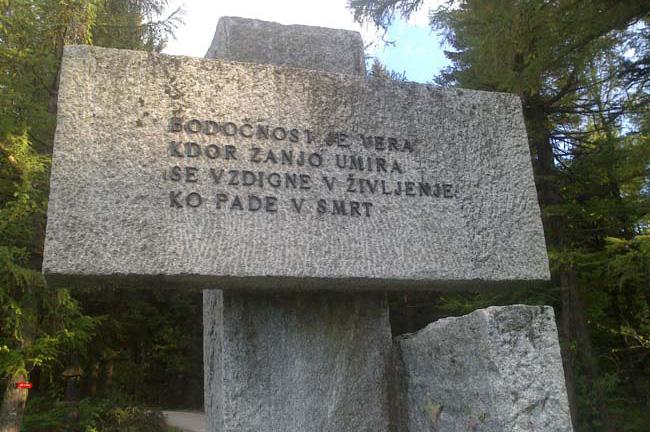 BODOČNOST JE VERA
KDOR ZANJO UMIRA
SE VZDIGNE V ŽIVLJENJE
KO PADE V SMRT